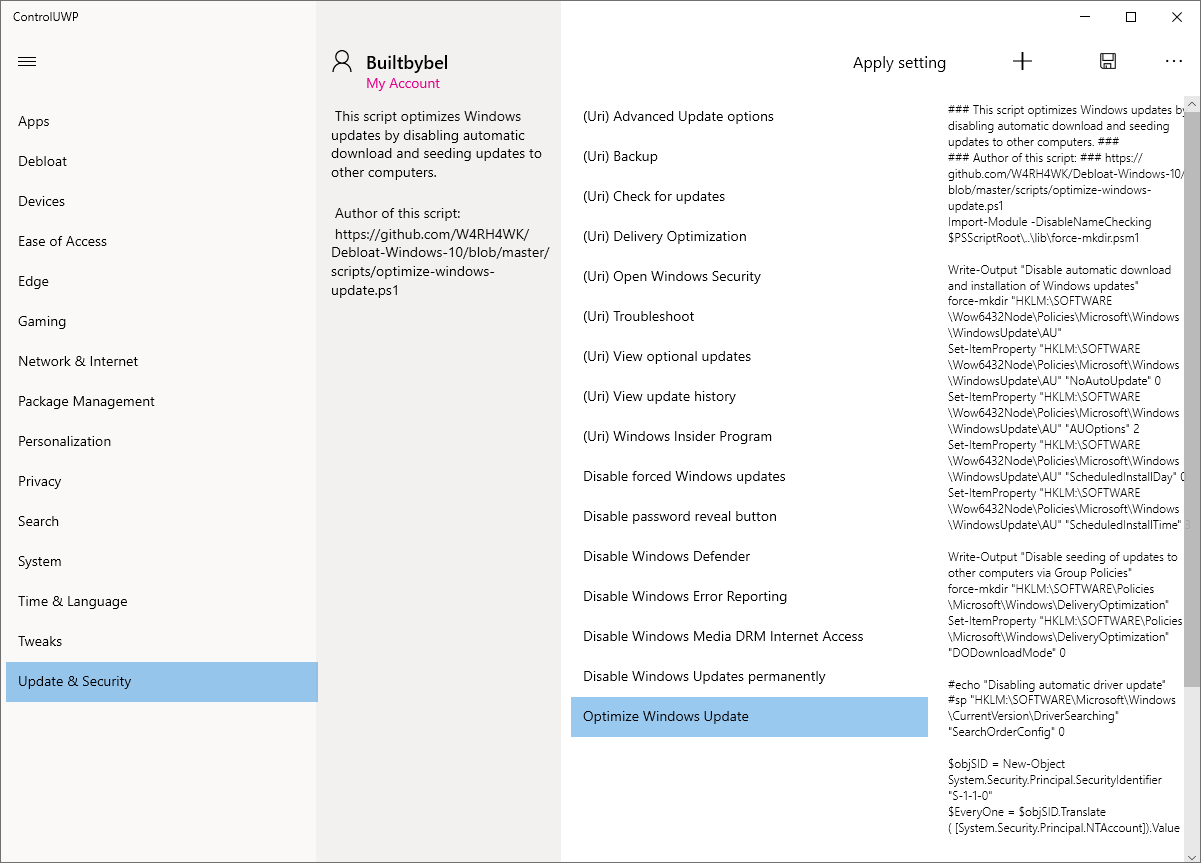 ControlUWP
Apps
Debloat
Devices
Ease of Access
Edge
Gaming
Network & Internet
Package Management
Personalization
Privacy
Search
System
Time & Language
Tweaks
Update & Security
Builtbybel
My Account
This script optimizes Windows
updates by disabling automatic
download and seeding updates to
other computers.
Author of this script:
https://github.com/W4RH4WK/
Debloat-Windows-10/blob/master/
scripts/optimize-windows-
update.ps1
Apply setting
(Uri) Advanced Update options
(Uri) Backup
(Uri) Check for updates
(Uri) Delivery Optimization
(Uri) Open Windows Security
(Uri) Troubleshoot
(Uri) View optional updates
(Uri) View update history
(Uri) Windows Insider Program
Disable forced Windows updates
Disable password reveal button
Disable Windows Defender
Disable Windows Error Reporting
Disable Windows Media DRM Internet Access
Disable Windows Updates permanently
Optimize Windows Update
### This script optimizes Windows updates by
disabling automatic download and seeding
updates to other computers. ###
### Author of this script: ### https://
github.com/W4RH4WK/Debloat-Windows-10/
blob/master/scripts/optimize-windows-
update.ps1
Import-Module -DisableNameChecking
$PSScriptRoot\..\lib\force-mkdir.psm1
Write-Output "Disable automatic download
and installation of Windows updates"
force-mkdir "HKLM:\SOFTWARE
\Wow6432Node\Policies\Microsoft\Windows
\WindowsUpdate\AU"
Set-ItemProperty "HKLM:\SOFTWARE
\Wow6432Node\Policies\Microsoft\Windows
\WindowsUpdate\AU" "NoAutoUpdate" 0
Set-ItemProperty "HKLM:\SOFTWARE
\Wow6432Node\Policies\Microsoft\Windows
\WindowsUpdate\AU" "AUOptions" 2
Set-ItemProperty "HKLM:\SOFTWARE
\Wow6432Node\Policies\Microsoft\Windows
\WindowsUpdate\AU" "ScheduledInstallDay" 0
Set-ItemProperty "HKLM:\SOFTWARE
\Wow6432Node\Policies\Microsoft\Windows
\WindowsUpdate\AU" "ScheduledInstallTime" 3
Write-Output "Disable seeding of updates to
other computers via Group Policies"
force-mkdir "HKLM:\SOFTWARE\Policies
\Microsoft\Windows\DeliveryOptimization"
Set-ItemProperty "HKLM:\SOFTWARE\Policies
\Microsoft\Windows\DeliveryOptimization"
"DODownloadMode" 0
#echo "Disabling automatic driver update"
#sp "HKLM:\SOFTWARE\Microsoft\Windows
\CurrentVersion\DriverSearching"
"SearchOrderConfig" 0
$objSID = New-Object
System.Security.Principal.SecurityIdentifier
"S-1-1-0"
$EveryOne = $objSID.Translate
( [System.Security.Principal.NTAccount]).Value